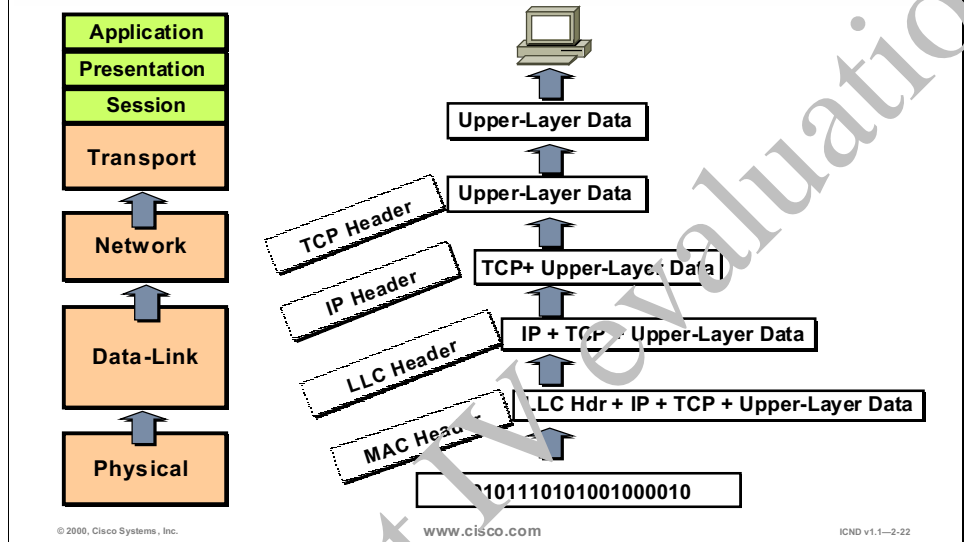 Application
Presentation
Session
Transport
Network
Data-Link
Physical
Upper-Layer Data
Upper-Layer Data
TCP Header
TCP+ Upper-Layer Data
IP Header
IP + TCP + Upper-Layer Data
LLC Header
LLC Hdr + IP + TCP + Upper-Layer Data
MAC Header
0101110101001000010
© 2000, Cisco Systems, Inc.
www.cisco.com
ICND v1.1—2-22